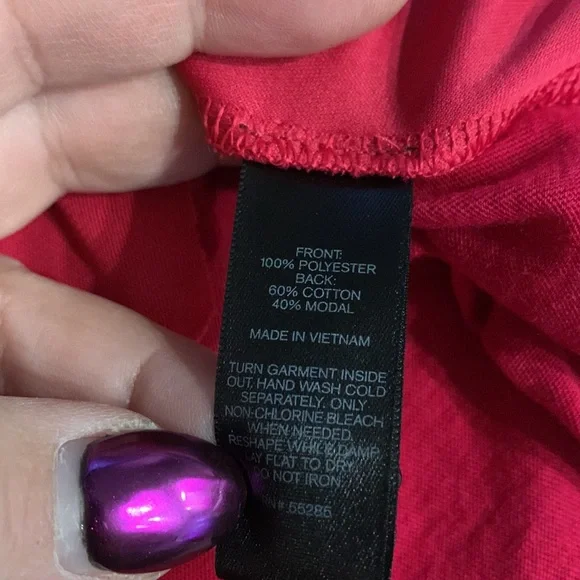 FRONT:
100% POLYESTER
BACK:
60% COTTON
40% MODAL
MADE IN VIETNAM
TURN GARMENT INSIDE
OUT. HAND WASH COLD
SEPARATELY. ONLY
NON-CHLORINE BLEACH
WHEN NEEDED.
RESHAPE WHILE DAMP
FLAT TO DRY
DO NOT IRON.
55285